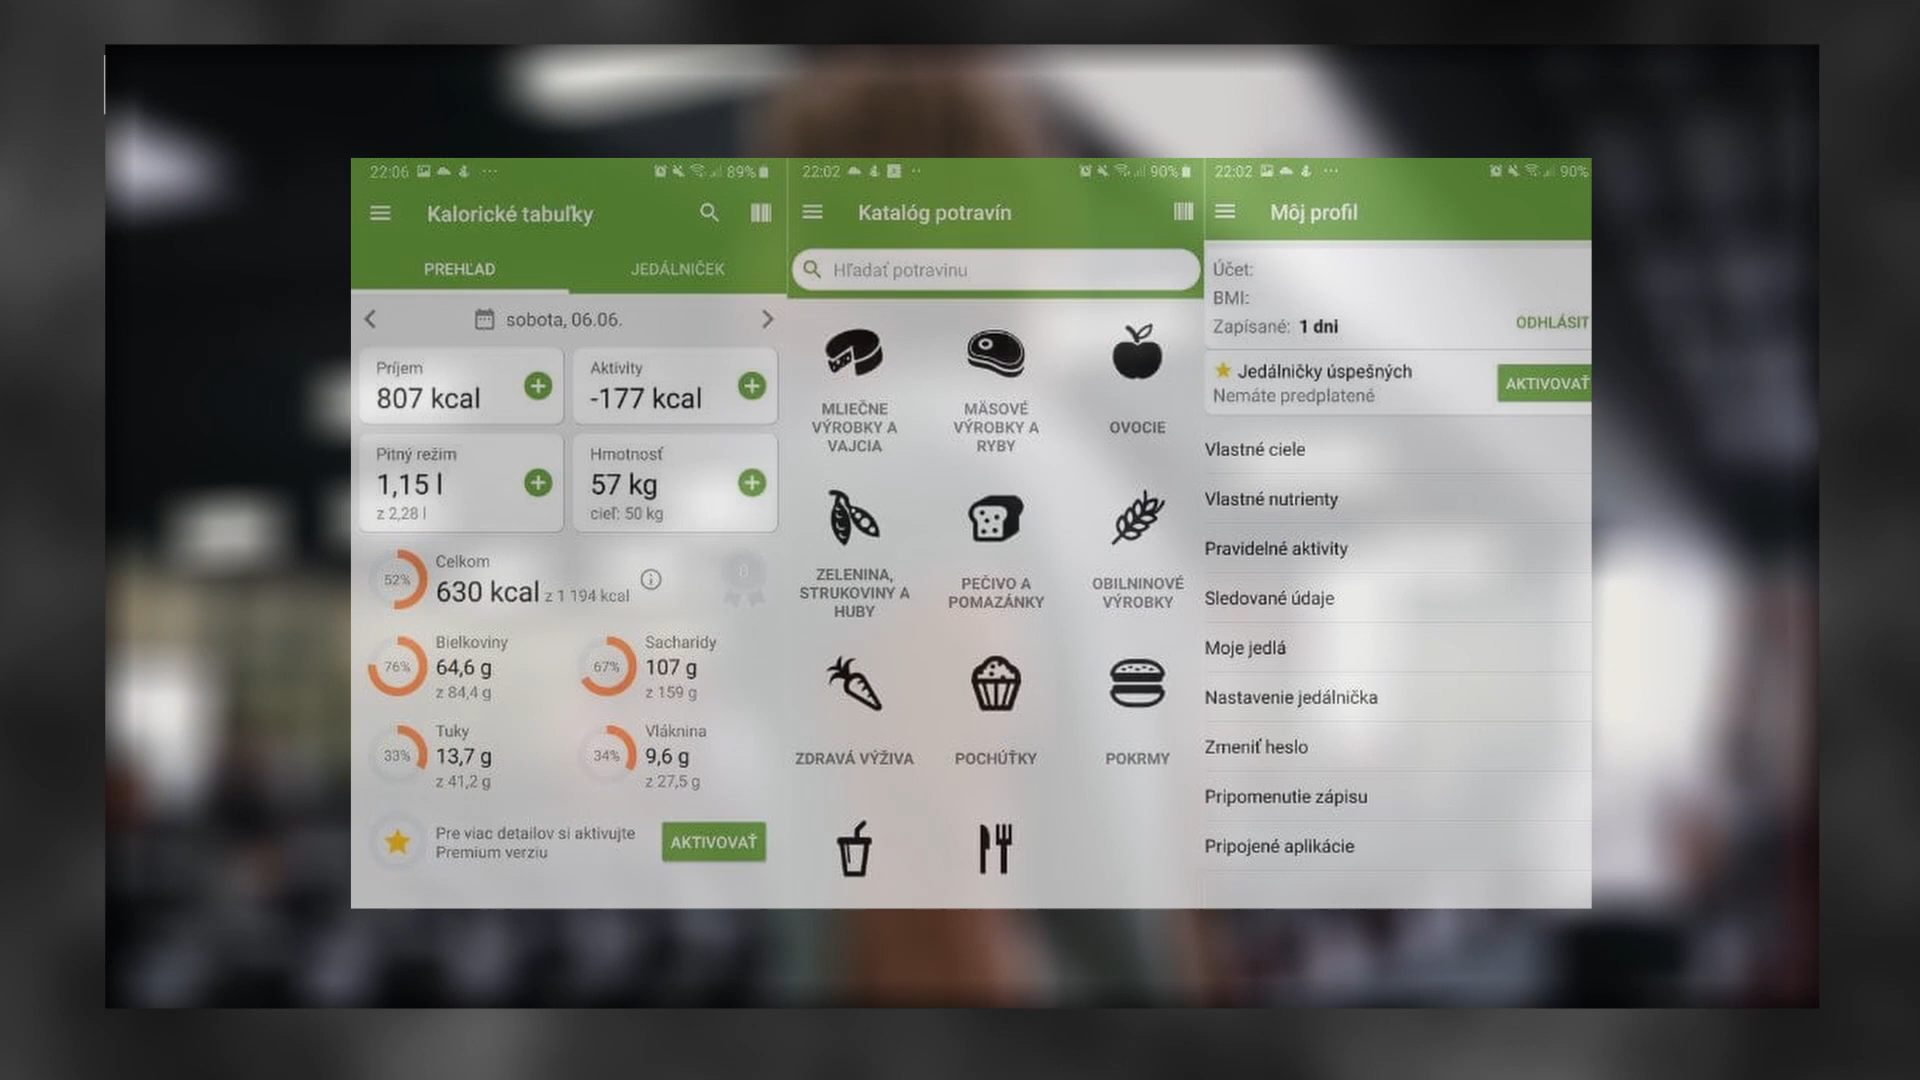 22:06
89%
Kalorické tabuľky
PREHĽAD
JEDÁLNIČEK
sobota, 06.06.
Príjem
807 kcal
Aktivity
-177 kcal
Pitný režim
1,15 l
z 2,28 l
Hmotnosť
57 kg
cieľ: 50 kg
52%
Celkom
630 kcal z 1 194 kcal
0
76%
Bielkoviny
64,6 g
z 84,4 g
67%
Sacharidy
107 g
z 159 g
33%
Tuky
13,7 g
z 41,2 g
34%
Vláknina
9,6 g
z 27,5 g
Pre viac detailov si aktivujte
Premium verziu
AKTIVOVAŤ
22:02
90%
Katalóg potravín
Hľadať potravinu
MLIEČNE
VÝROBKY A
VAJCIA
MÄSOVÉ
VÝROBKY A
RYBY
OVOCIE
ZELENINA,
STRUKOVINY A
HUBY
PEČIVO A
POMAZÁNKY
OBILNINOVÉ
VÝROBKY
ZDRAVÁ VÝŽIVA
POCHÚŤKY
POKRMY
22:02
90%
Môj profil
Účet:
BMI:
Zapísané: 1 dni
ODHLÁSIŤ
Jedálničky úspešných
Nemáte predplatené
AKTIVOVAŤ
Vlastné ciele
Vlastné nutrienty
Pravidelné aktivity
Sledované údaje
Moje jedlá
Nastavenie jedálnička
Zmeniť heslo
Pripomenutie zápisu
Pripojené aplikácie